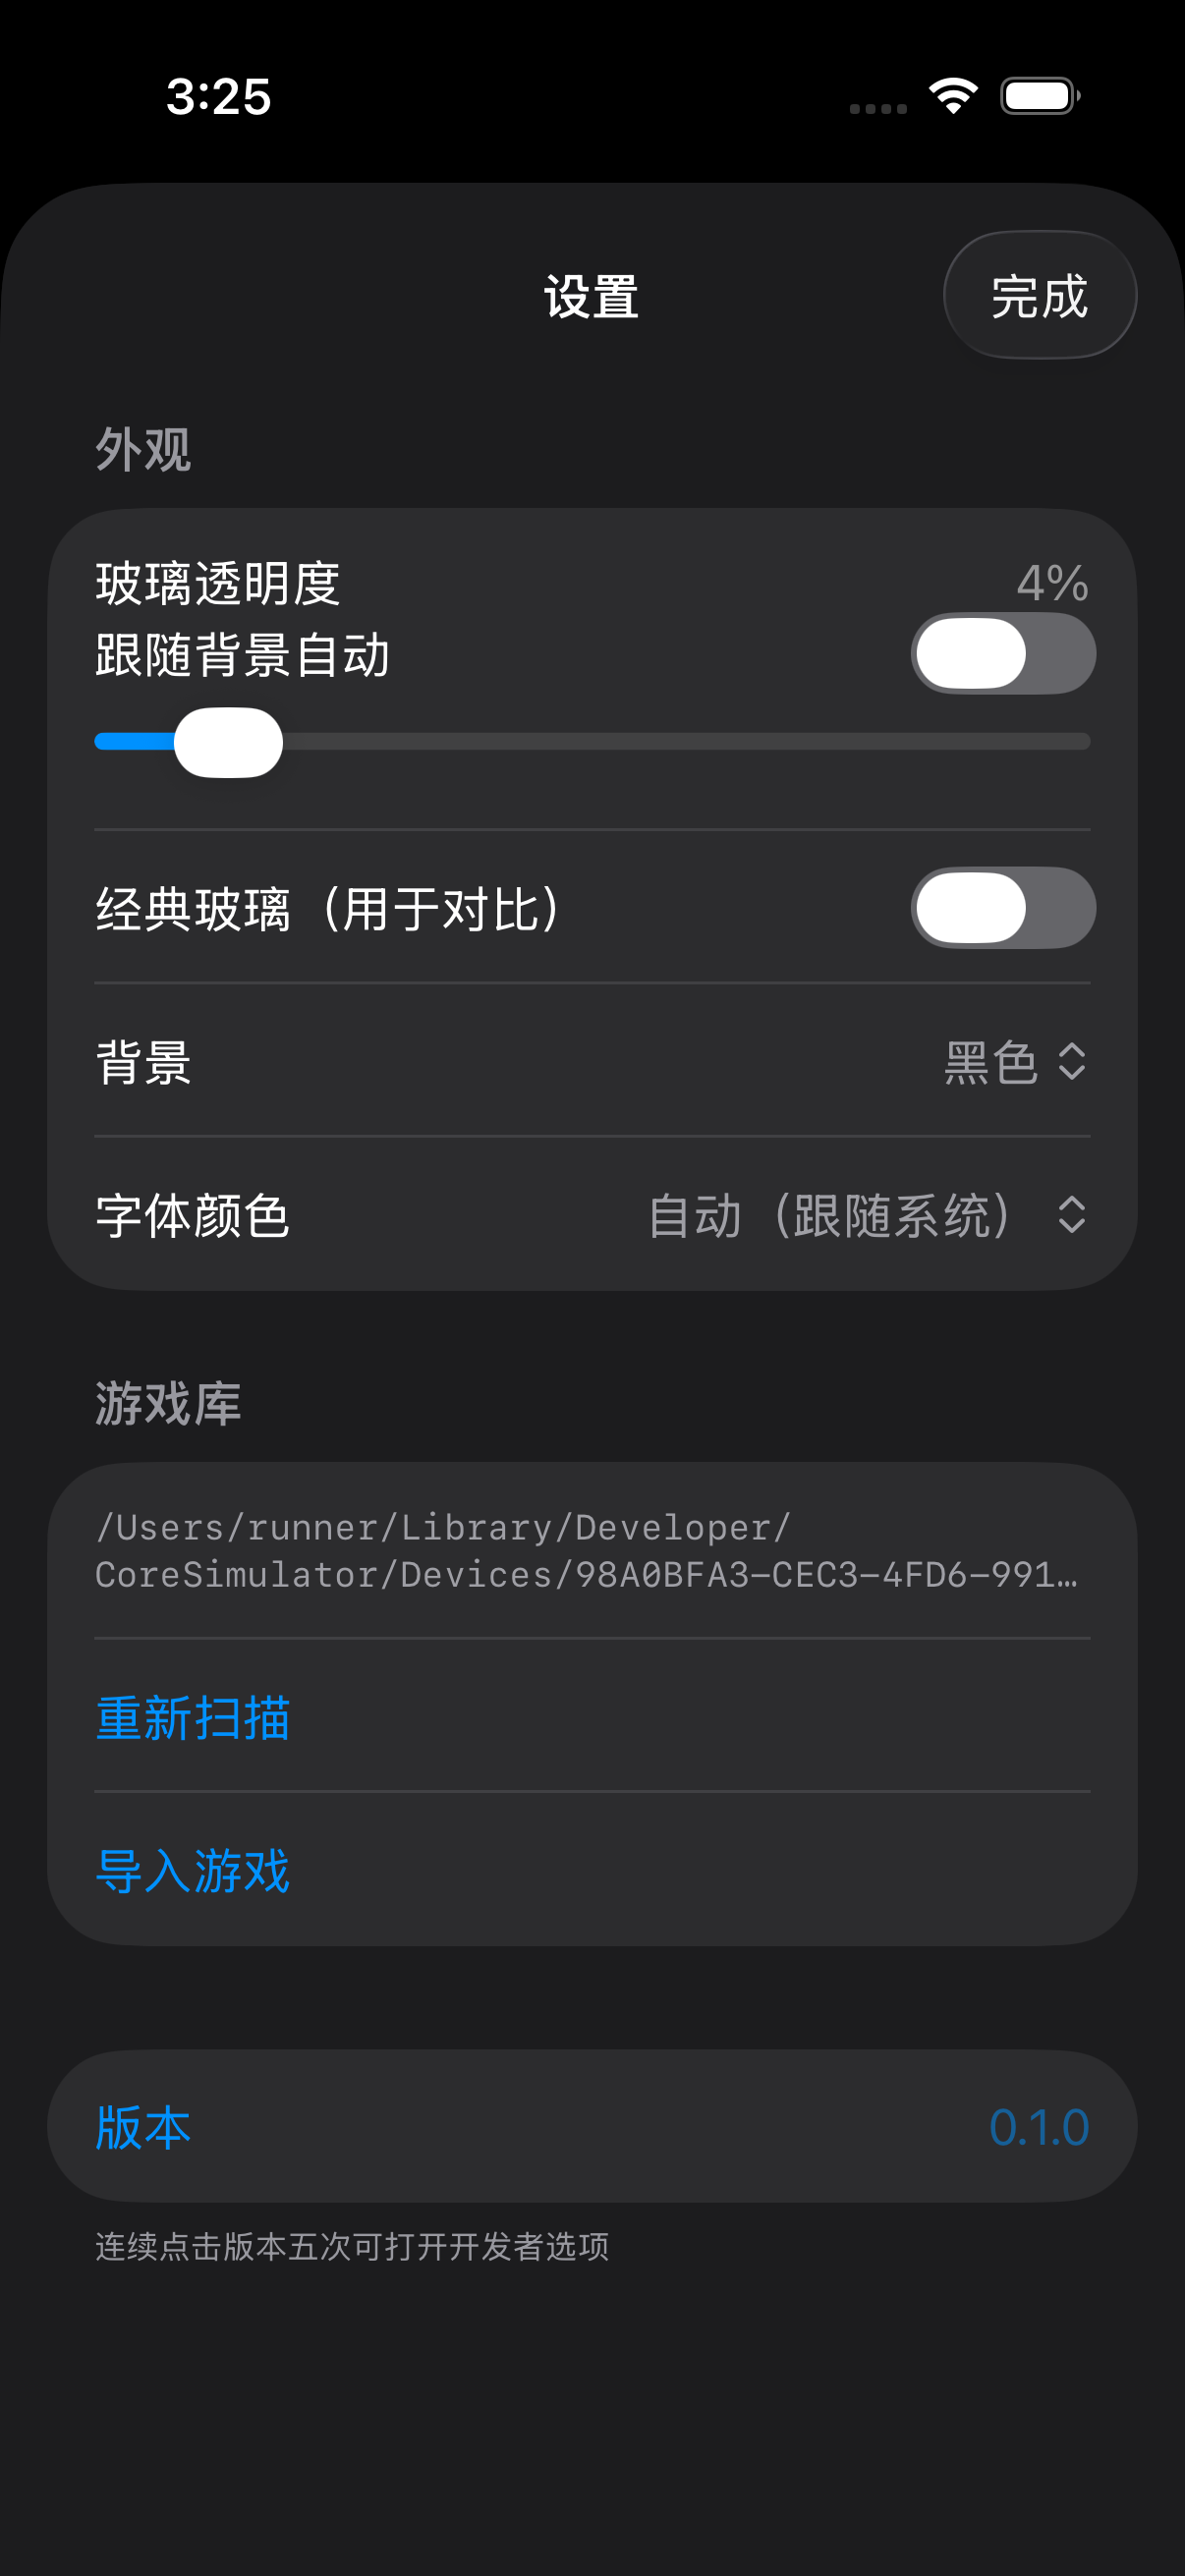 3:25
设置
完成
外观
玻璃透明度
4%
跟随背景自动
经典玻璃（用于对比）
背景
黑色
字体颜色
自动（跟随系统）
游戏库
/Users/runner/Library/Developer/
CoreSimulator/Devices/98A0BFA3-CEC3-4FD6-991…
重新扫描
导入游戏
版本
0.1.0
连续点击版本五次可打开开发者选项